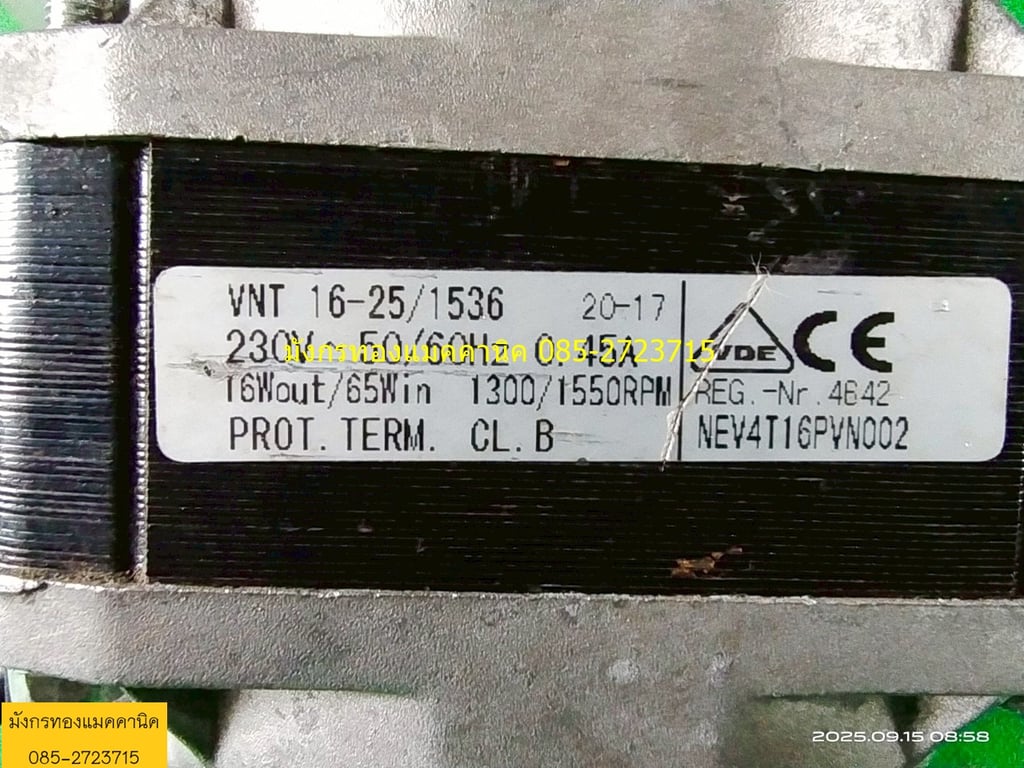 VNT 16-25/1536 20-17
230V~ 50/60Hz 0.45A
มังกรทองแมคคานิค 085-2723715
VDE CE
16Wout/65Win 1300/1550RPM REG.-Nr. 4642
PROT. TERM. CL. B NEV4T16PVN002
มังกรทองแมคคานิค
085-2723715
2025.09.15 08:58